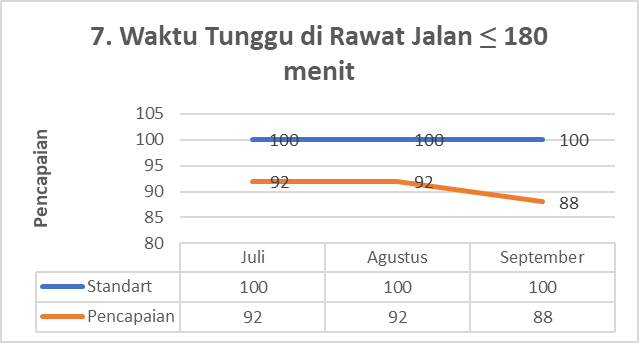 7. Waktu Tunggu di Rawat Jalan ≤ 180
menit
Pencapaian
105
100
95
90
85
80
100 100 100
92 92 88
Juli Agustus September
Standart 100 100 100
Pencapaian 92 92 88